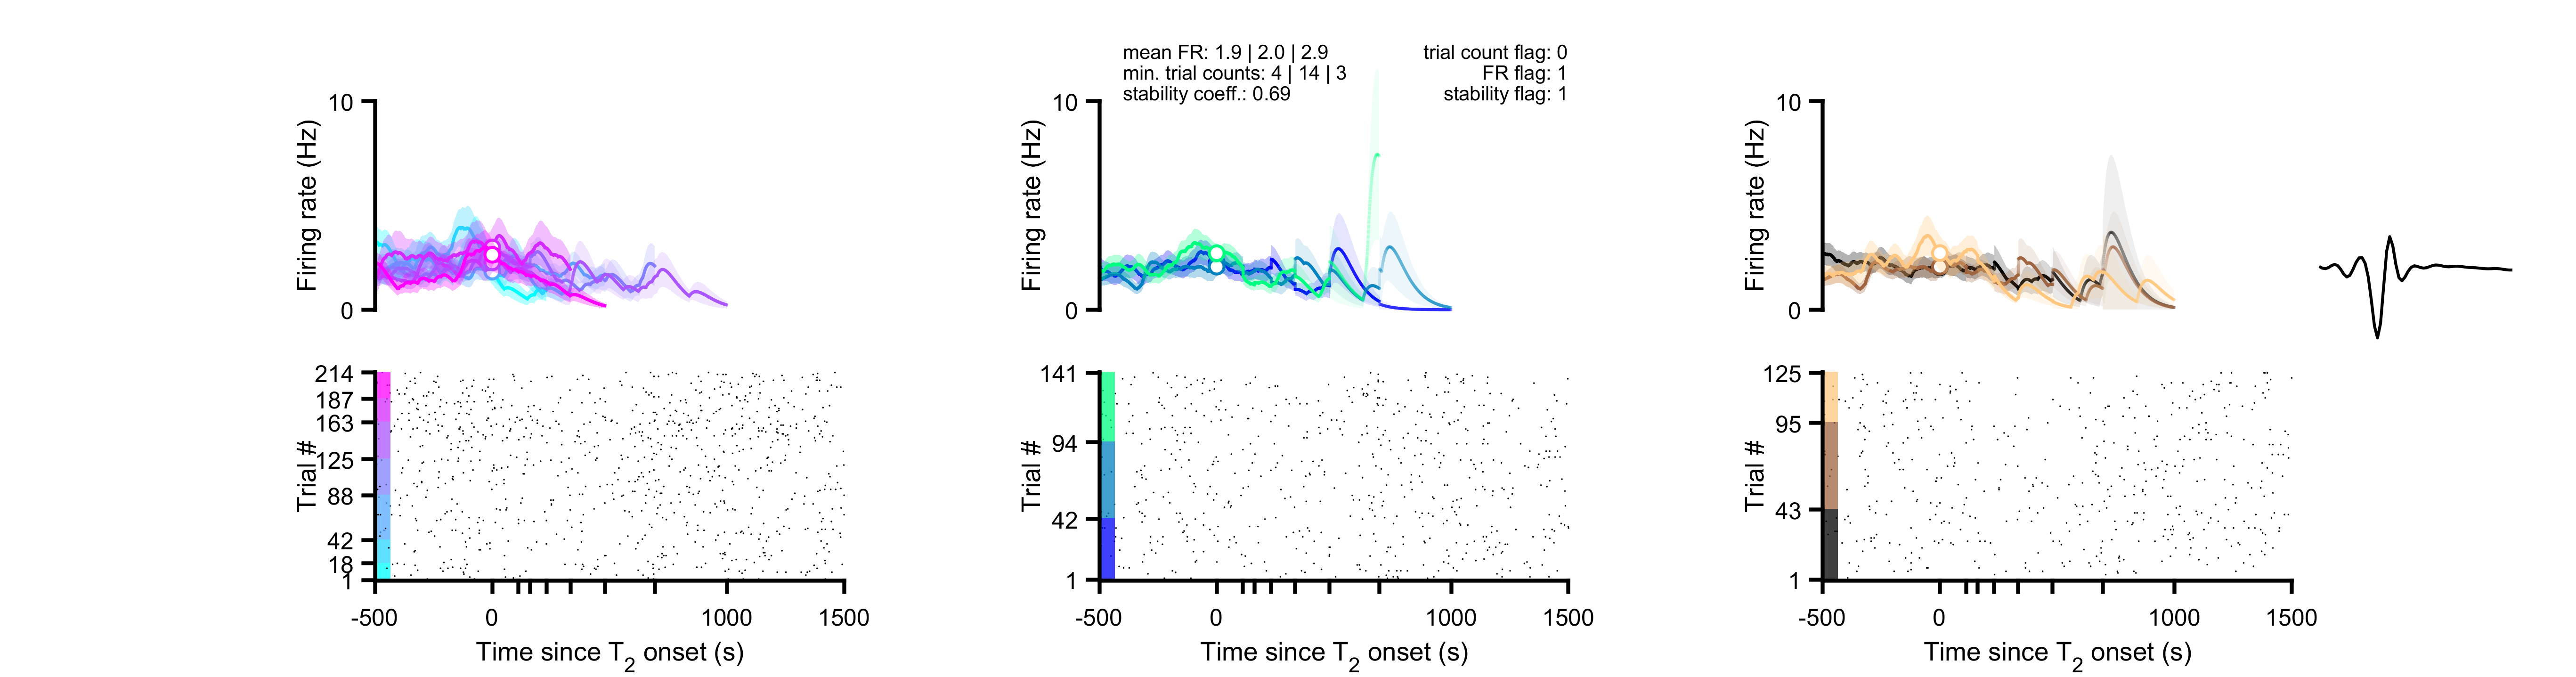 mean FR: 1.9 | 2.0 | 2.9
min. trial counts: 4 | 14 | 3
stability coeff.: 0.69
trial count flag: 0
FR flag: 1
stability flag: 1
Firing rate (Hz)
10
0
Firing rate (Hz)
10
0
Firing rate (Hz)
10
0
Trial #
214
187
163
125
88
42
18
1
-500
0
1000
1500
Time since T2 onset (s)
Trial #
141
94
42
1
-500
0
1000
1500
Time since T2 onset (s)
Trial #
125
95
43
1
-500
0
1000
1500
Time since T2 onset (s)